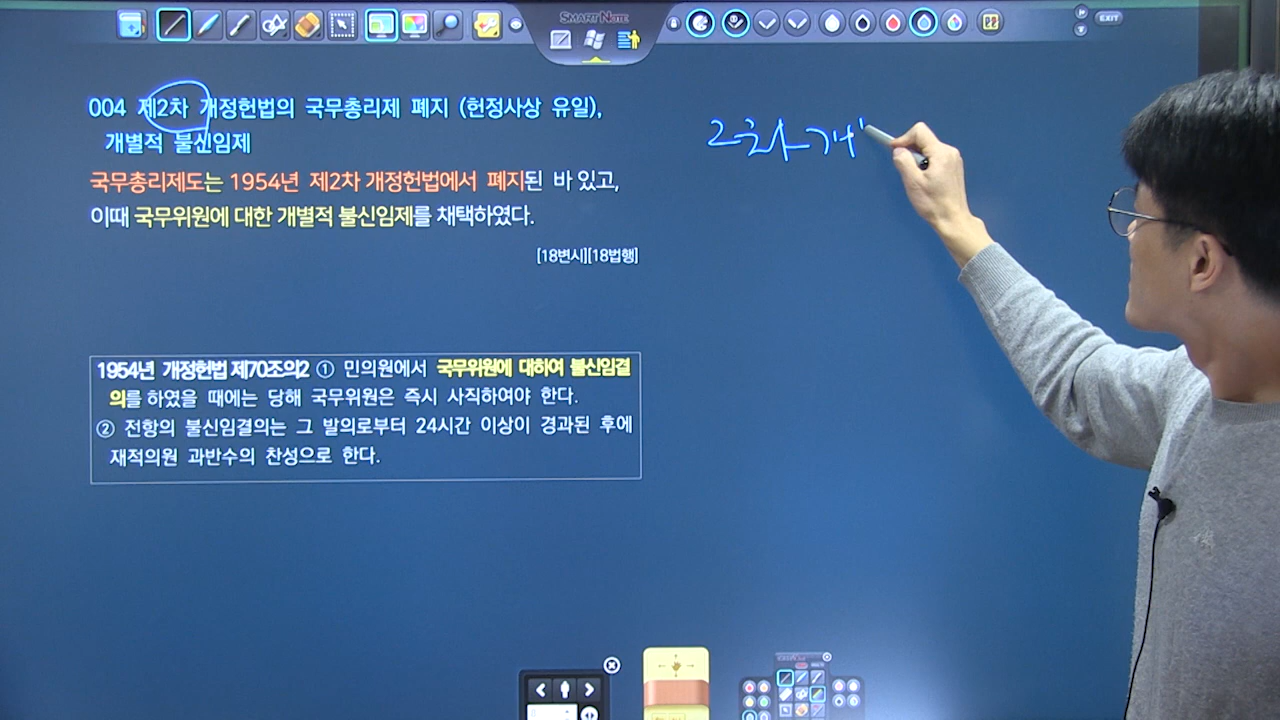 SMART NOTE
EXIT
004 제2차 개정헌법의 국무총리제 폐지 (헌정사상 유일),
개별적 불신임제
국무총리제도는 1954년 제2차 개정헌법에서 폐지된 바 있고,
이때 국무위원에 대한 개별적 불신임제를 채택하였다.
[18변시][18법행]
2차 개
1954년 개정헌법 제70조의2 ① 민의원에서 국무위원에 대하여 불신임결
의를 하였을 때에는 당해 국무위원은 즉시 사직하여야 한다.
② 전항의 불신임결의는 그 발의로부터 24시간 이상이 경과된 후에
재적의원 과반수의 찬성으로 한다.